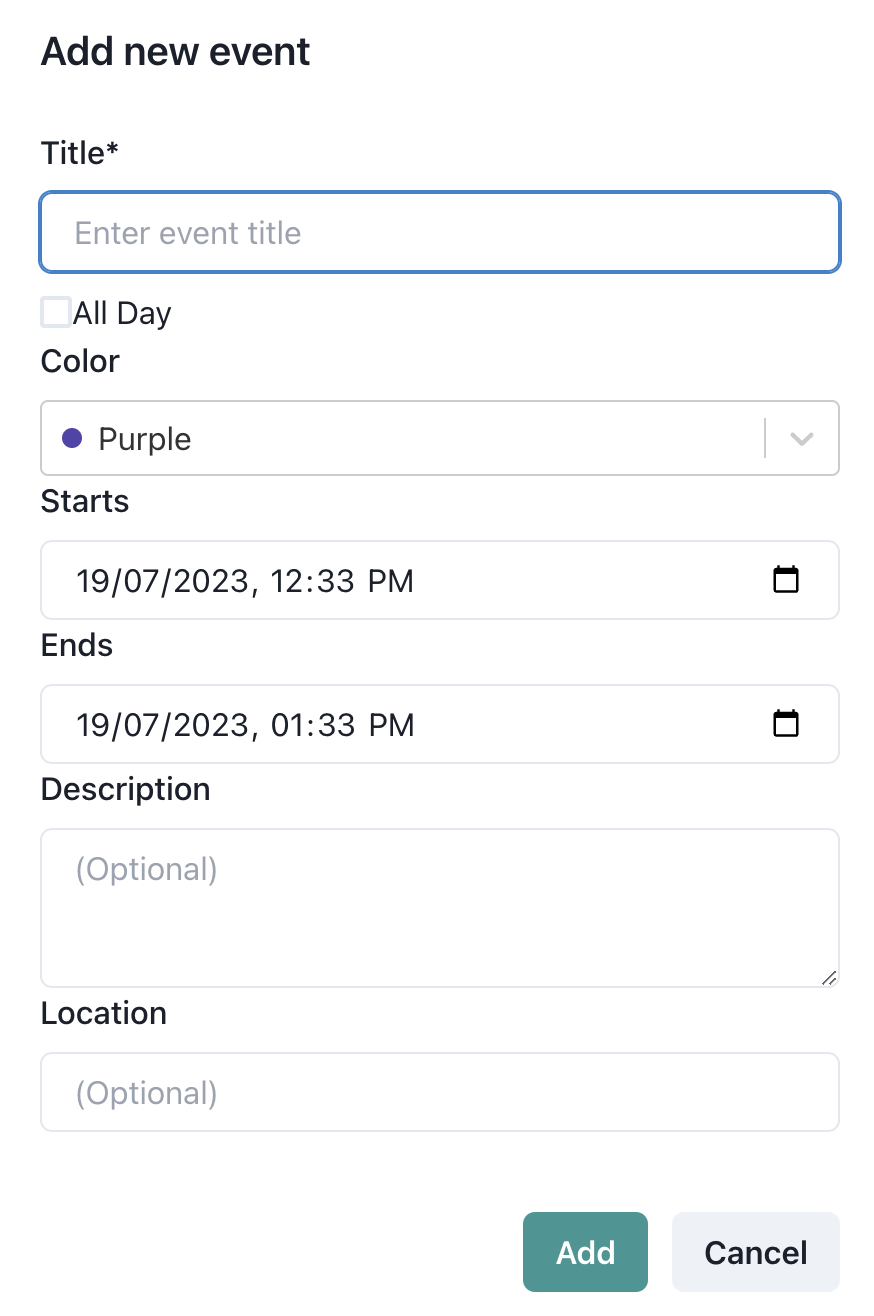 Add new event
Title*
Enter event title
All Day
Color
Purple
Starts
19/07/2023, 12:33 PM
Ends
19/07/2023, 01:33 PM
Description
(Optional)
Location
(Optional)
Add Cancel